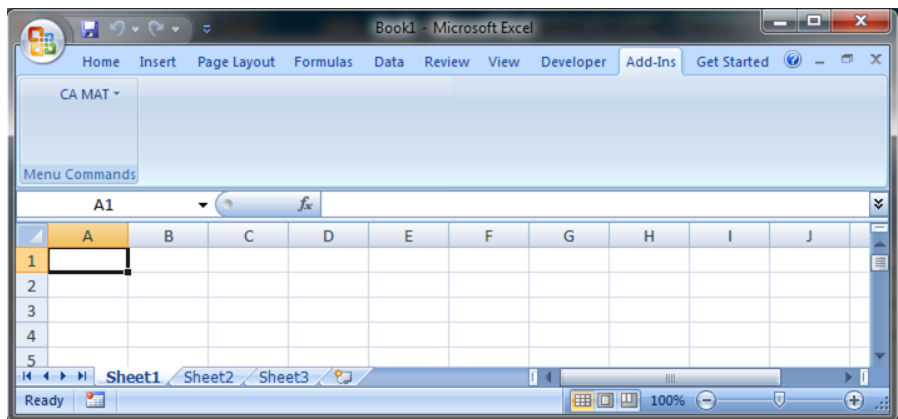 Book1 - Microsoft Excel
Home Insert Page Layout Formulas Data Review View Developer Add-Ins Get Started
CA MAT
Menu Commands
A1 fx
A B C D E F G H I J
1
2
3
4
5
Sheet1 Sheet2 Sheet3
Ready 100%